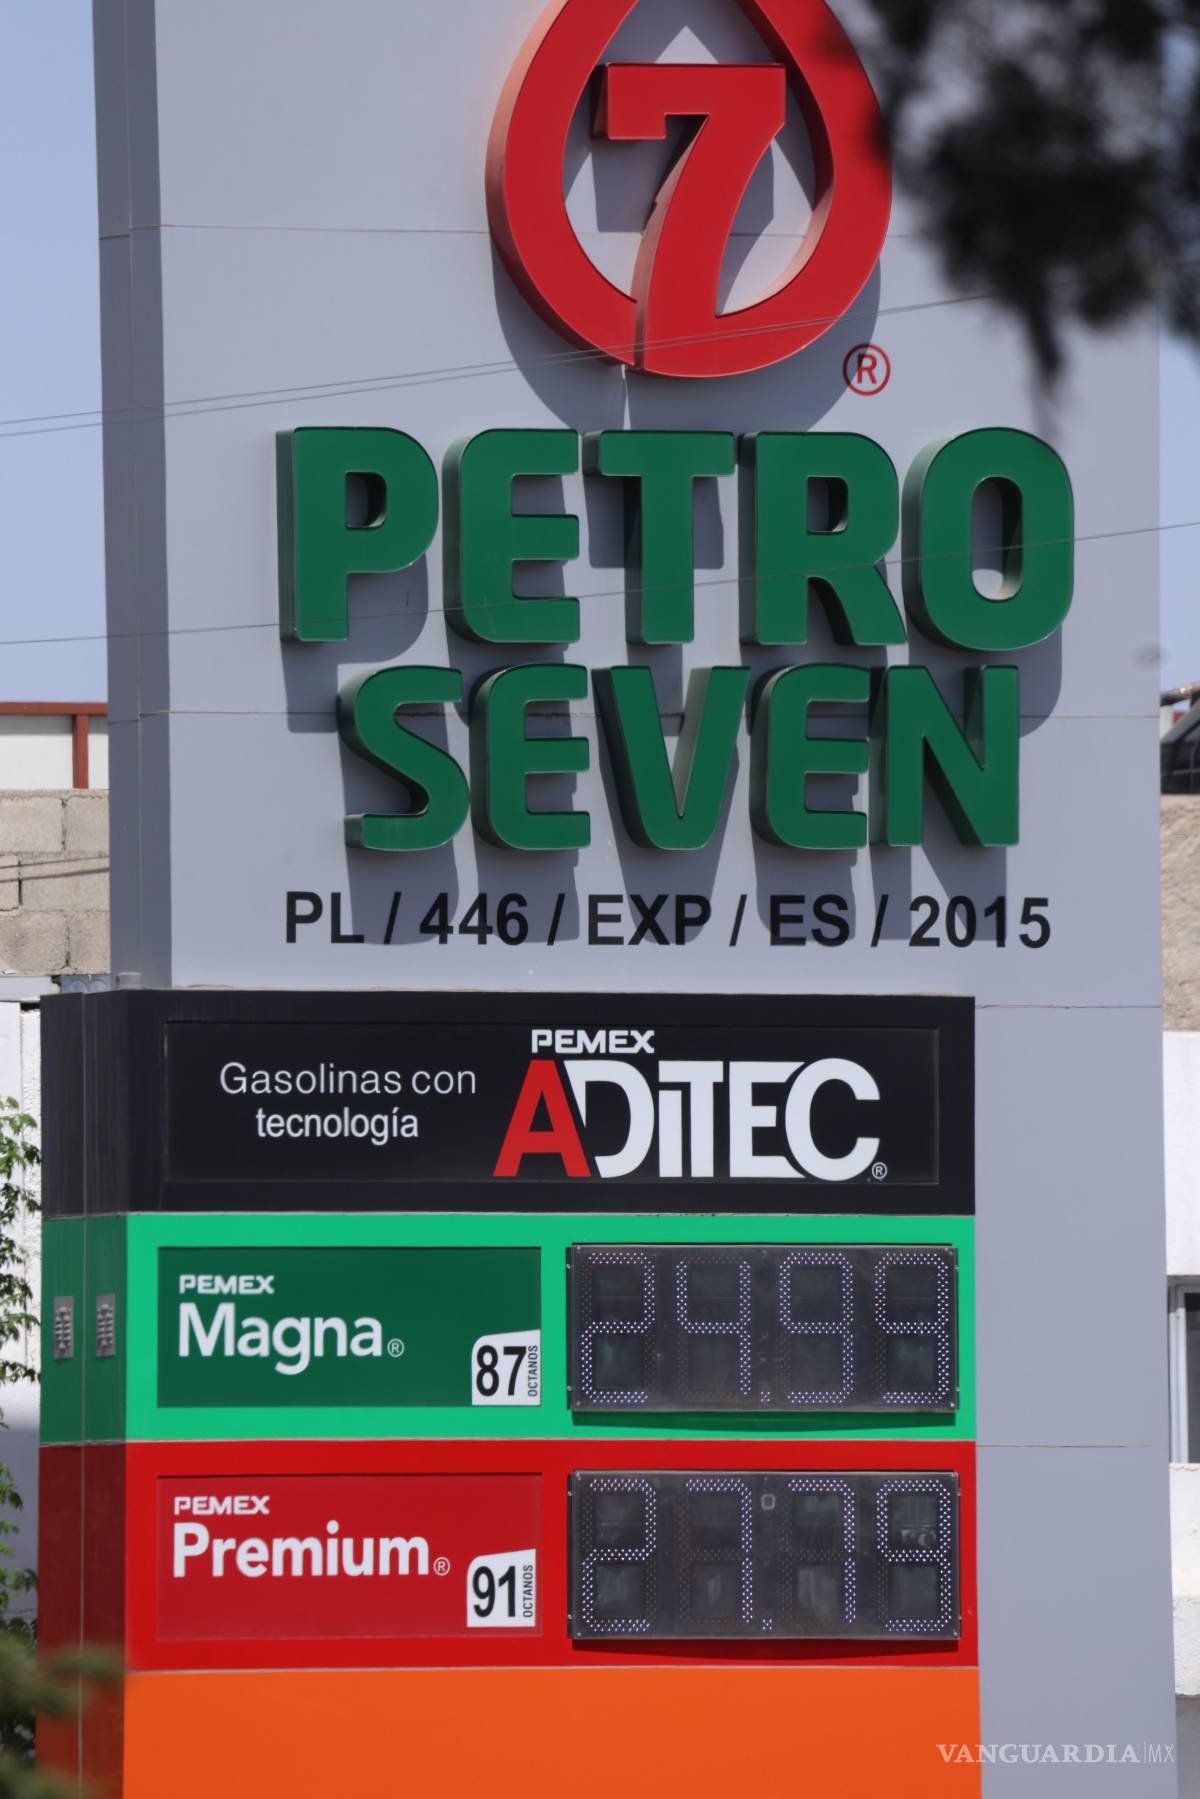 7
®
PETRO
SEVEN
PL / 446 / EXP / ES / 2015
Gasolinas con
tecnología
PEMEX
ADITEC®
PEMEX
Magna®
87 OCTANOS
24.99
PEMEX
Premium®
91 OCTANOS
27.79
VANGUARDIA|MX